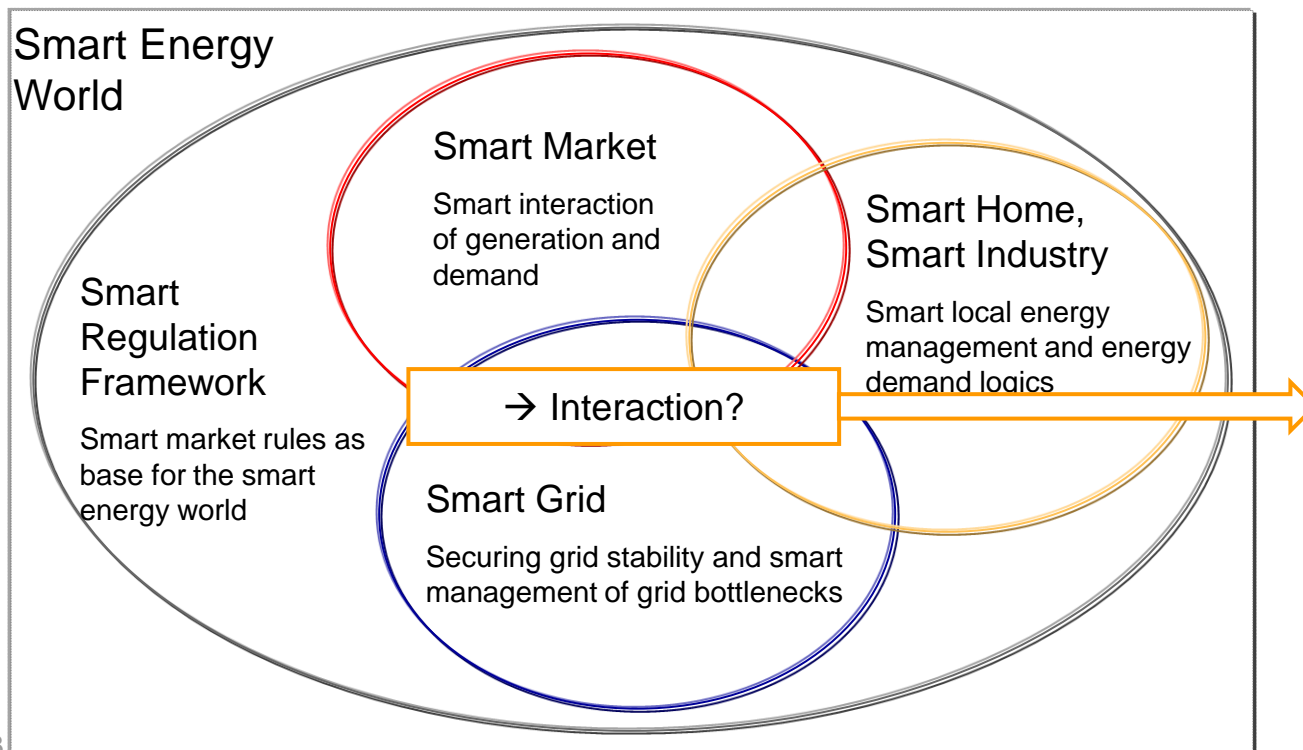 Smart Energy
World
Smart Market
Smart interaction
of generation and
demand
Smart Home,
Smart Industry
Smart local energy
management and energy
demand logics
Smart
Regulation
Framework
Smart market rules as
base for the smart
energy world
→ Interaction?
Smart Grid
Securing grid stability and smart
management of grid bottlenecks